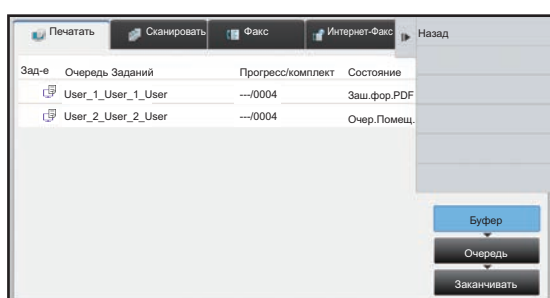 Печатать Сканировать Факс Интернет-Факс Назад
Зад-е Очередь Заданий Прогресс/комплект Состояние
User_1_User_1_User ---/0004 Заш.фор.PDF
User_2_User_2_User ---/0004 Очер.Помещ.
Буфер
Очередь
Заканчивать